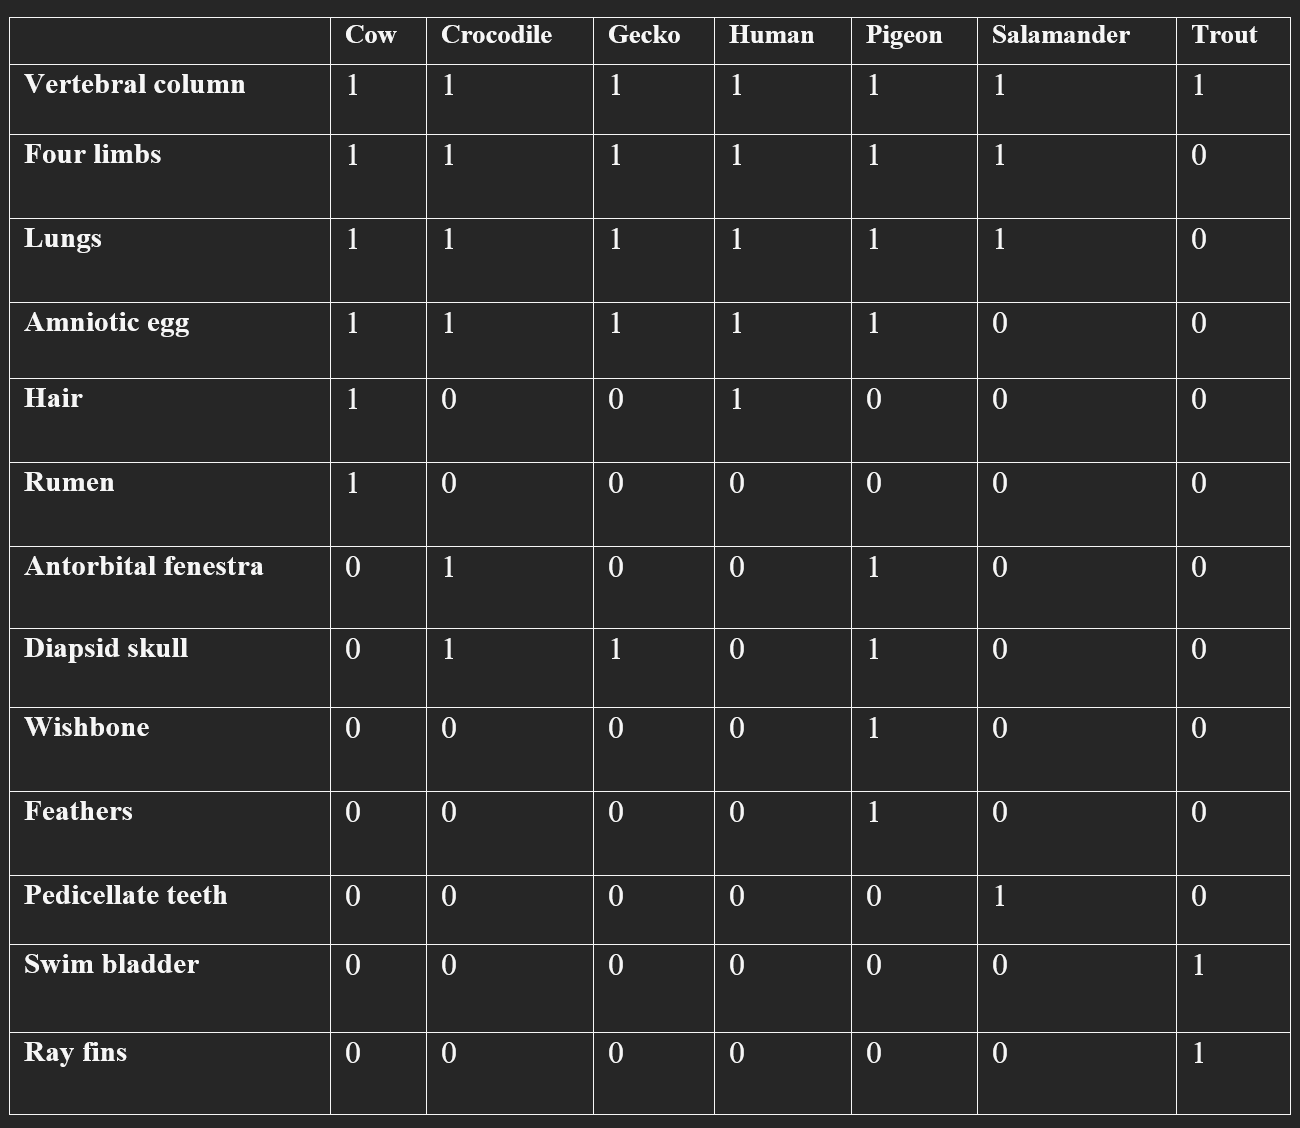 Cow Crocodile Gecko Human Pigeon Salamander Trout
Vertebral column 1 1 1 1 1 1 1
Four limbs 1 1 1 1 1 1 0
Lungs 1 1 1 1 1 1 0
Amniotic egg 1 1 1 1 1 0 0
Hair 1 0 0 1 0 0 0
Rumen 1 0 0 0 0 0 0
Antorbital fenestra 0 1 0 0 1 0 0
Diapsid skull 0 1 1 0 1 0 0
Wishbone 0 0 0 0 1 0 0
Feathers 0 0 0 0 1 0 0
Pedicellate teeth 0 0 0 0 0 1 0
Swim bladder 0 0 0 0 0 0 1
Ray fins 0 0 0 0 0 0 1